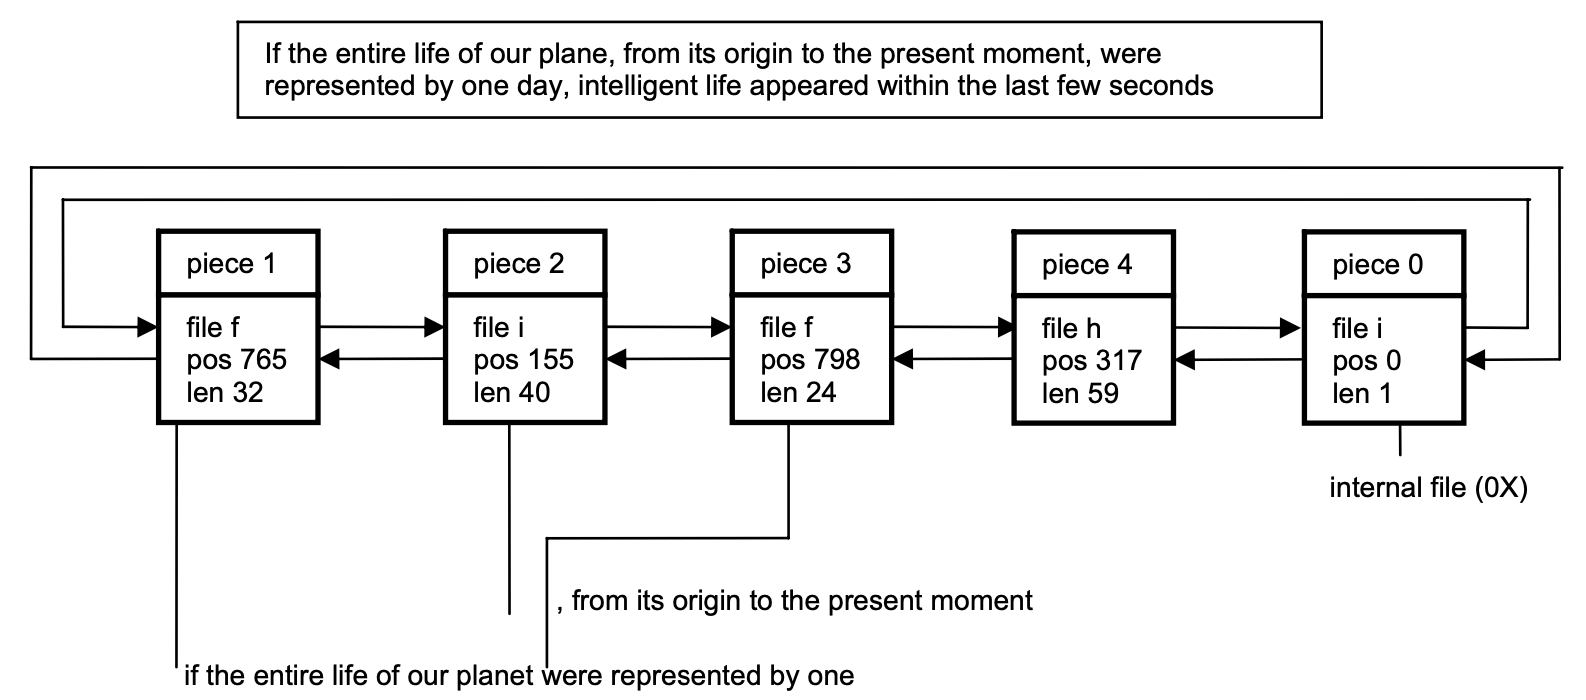 If the entire life of our plane, from its origin to the present moment, were
represented by one day, intelligent life appeared within the last few seconds
piece 1
file f
pos 765
len 32
piece 2
file i
pos 155
len 40
piece 3
file f
pos 798
len 24
piece 4
file h
pos 317
len 59
piece 0
file i
pos 0
len 1
internal file (0X)
, from its origin to the present moment
if the entire life of our planet were represented by one